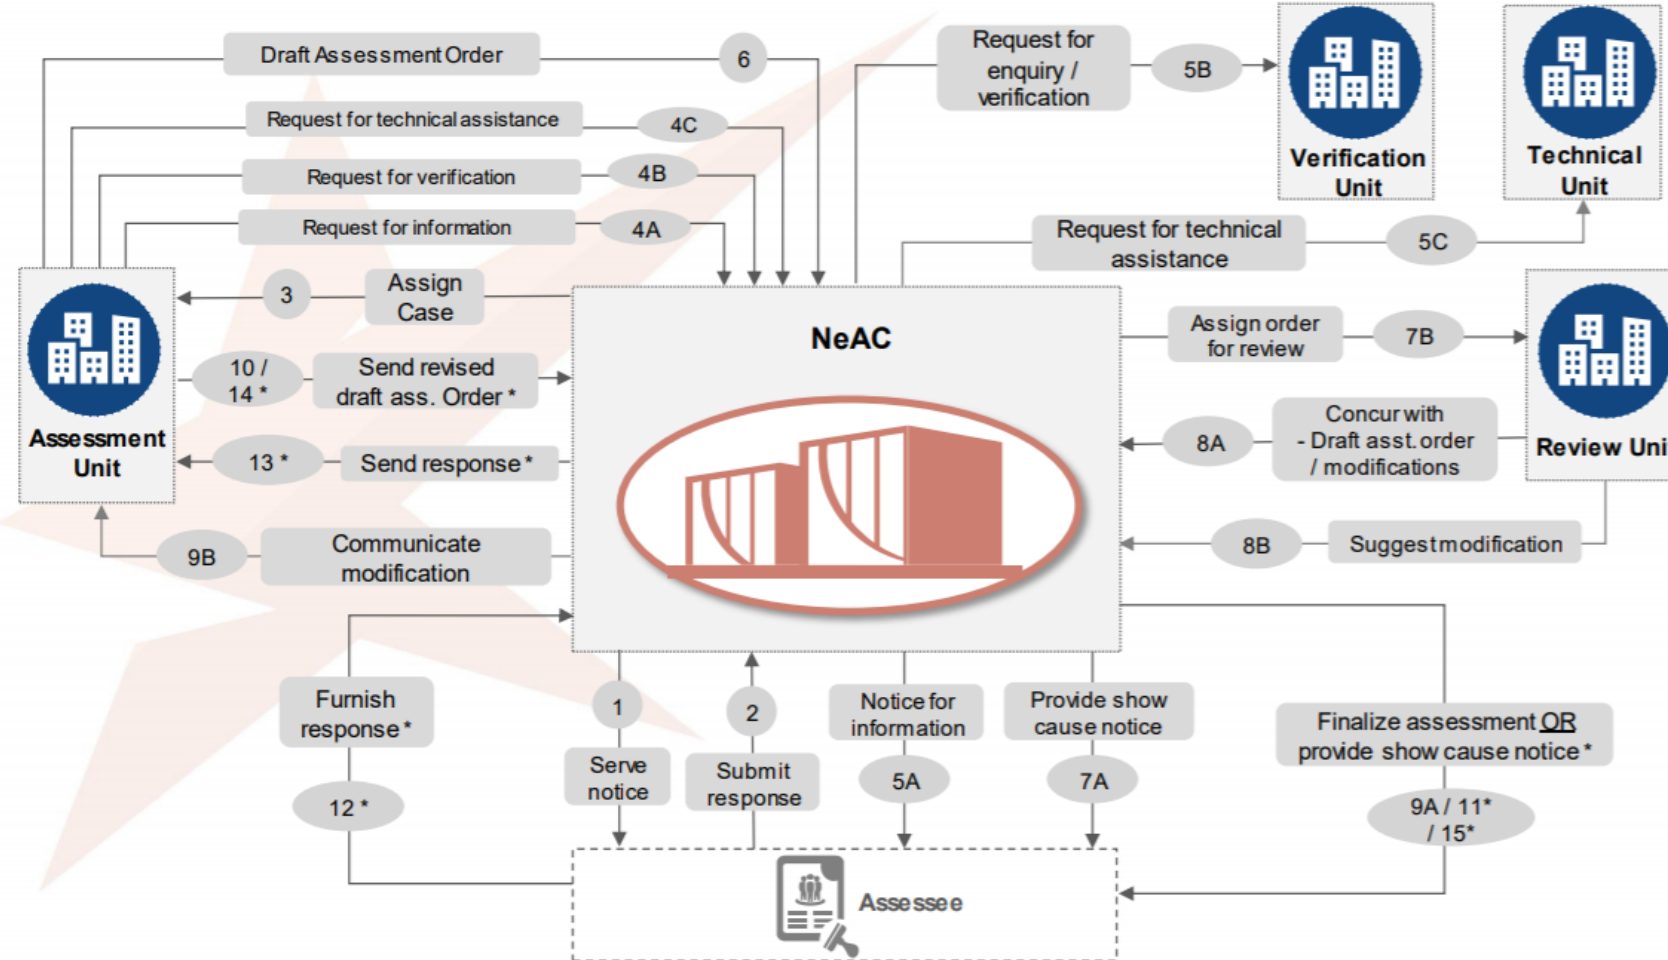 Draft Assessment Order
6
Request for technical assistance
4C
Request for verification
4B
Request for information
4A
Request for
enquiry /
verification
5B
Verification
Unit
Technical
Unit
Request for technical
assistance
5C
3
Assign
Case
Assessment
Unit
10 /
14 *
Send revised
draft ass. Order *
13 *
Send response *
9B
Communicate
modification
NeAC
Assign order
for review
7B
8A
Concur with
- Draft asst. order
/ modifications
Review Uni
8B
Suggest modification
Furnish
response *
12 *
1
Serve
notice
2
Submit
response
Notice for
information
5A
Provide show
cause notice
7A
Finalize assessment OR
provide show cause notice *
9A / 11*
/ 15*
Assessee